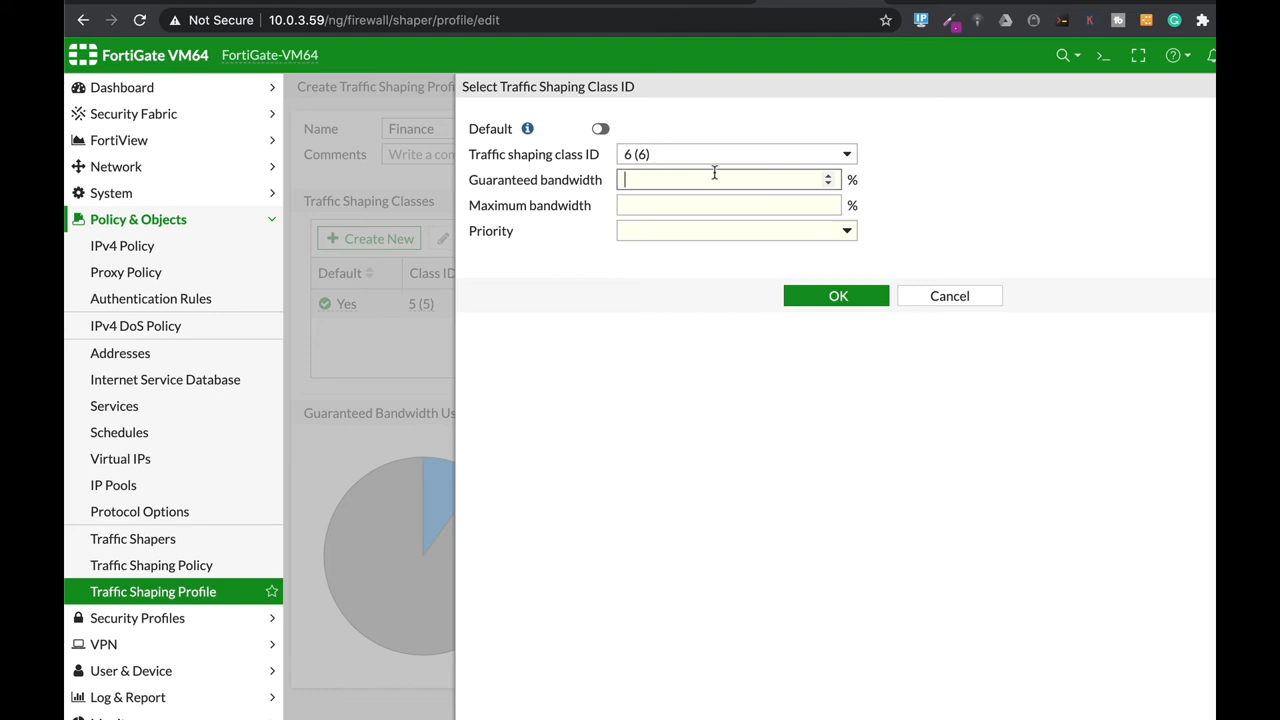 Not Secure 10.0.3.59/ng/firewall/shaper/profile/edit
FortiGate VM64 FortiGate-VM64
Dashboard
Security Fabric
FortiView
Network
System
Policy & Objects
IPv4 Policy
Proxy Policy
Authentication Rules
IPv4 DoS Policy
Addresses
Internet Service Database
Services
Schedules
Virtual IPs
IP Pools
Protocol Options
Traffic Shapers
Traffic Shaping Policy
Traffic Shaping Profile
Security Profiles
VPN
User & Device
Log & Report
Create Traffic Shaping Profi
Name Finance
Comments Write a com
Traffic Shaping Classes
+ Create New
Default Class ID
Yes 5 (5)
Guaranteed Bandwidth Us
Select Traffic Shaping Class ID
Default
Traffic shaping class ID 6 (6)
Guaranteed bandwidth %
Maximum bandwidth %
Priority
OK Cancel